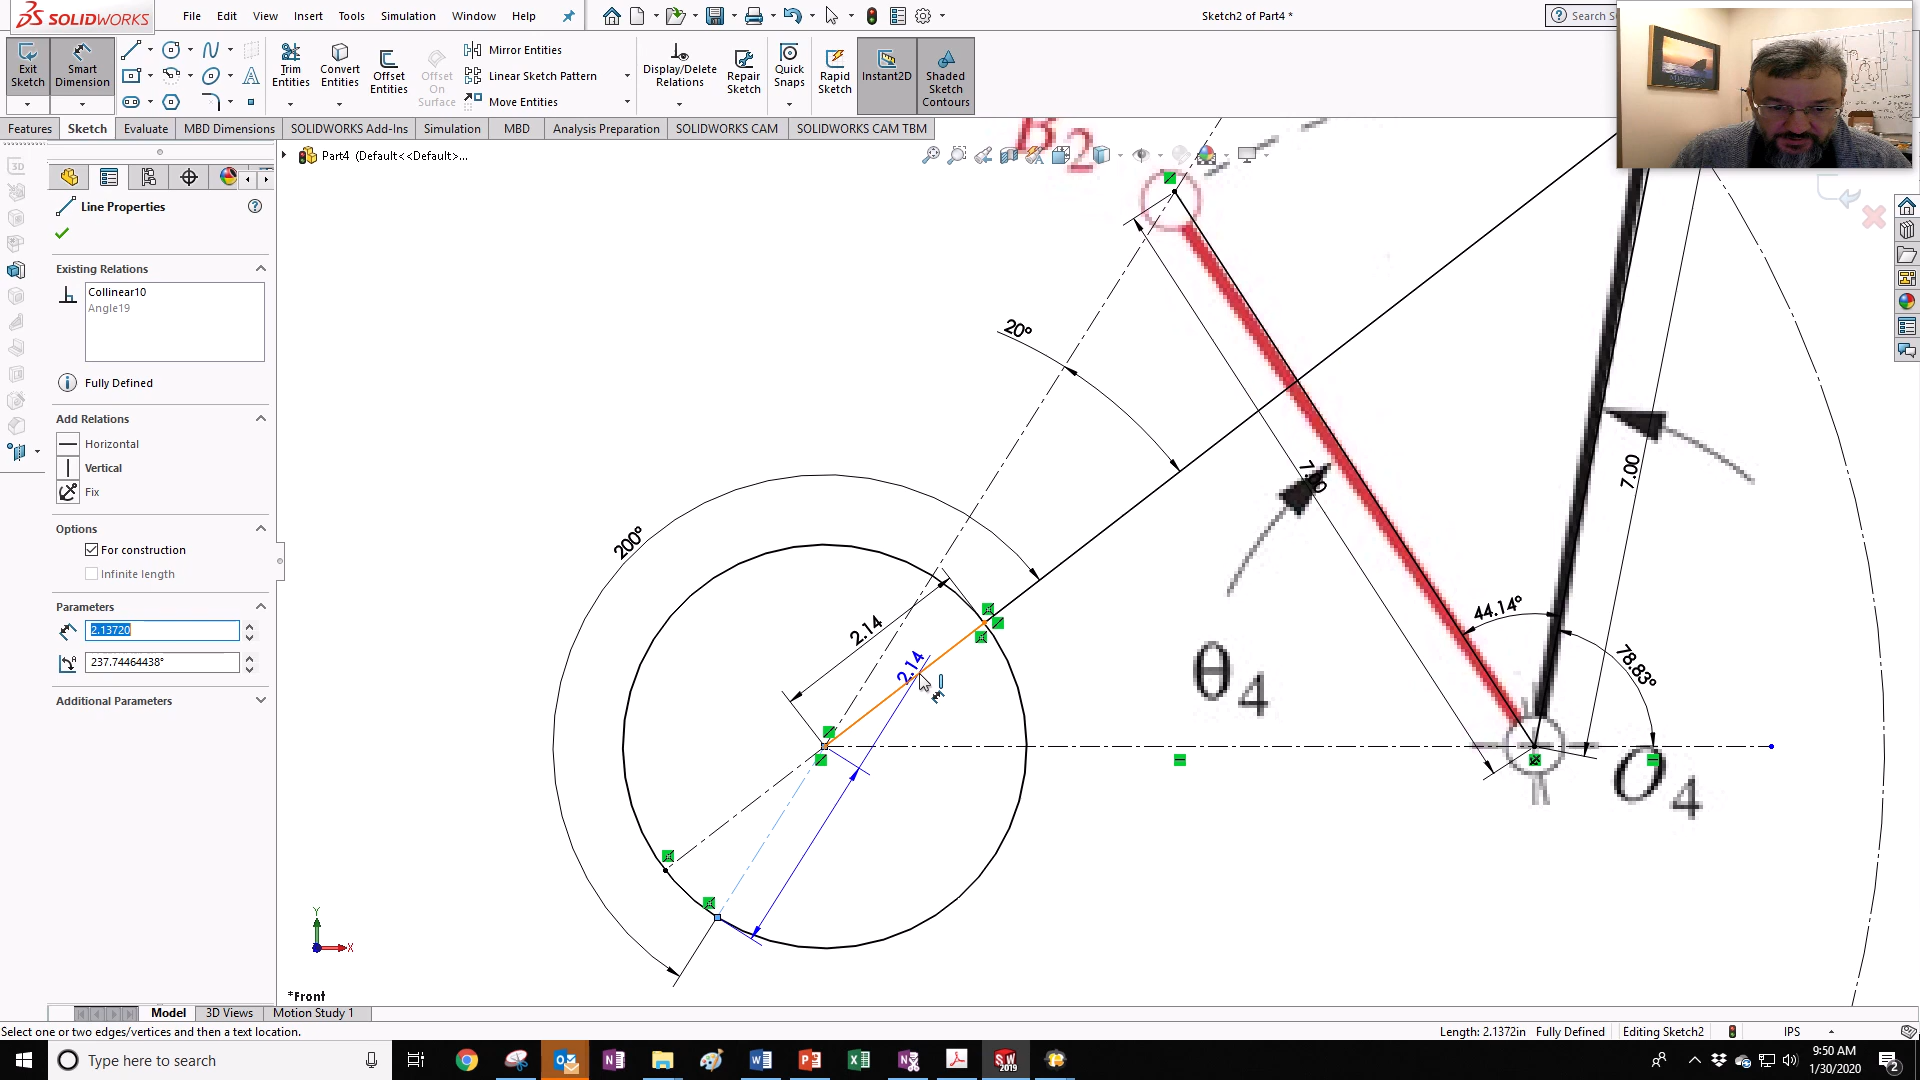 SOLIDWORKS File Edit View Insert Tools Simulation Window Help Sketch2 of Part4 * Search S
Exit Sketch
Smart Dimension
Trim Entities
Convert Entities
Offset Entities
Offset On Surface
Mirror Entities
Linear Sketch Pattern
Move Entities
Display/Delete Relations
Repair Sketch
Quick Snaps
Rapid Sketch
Instant2D
Shaded Sketch Contours
Features Sketch Evaluate MBD Dimensions SOLIDWORKS Add-Ins Simulation MBD Analysis Preparation SOLIDWORKS CAM SOLIDWORKS CAM TBM
Part4 (Default<<Default>...
Line Properties
Existing Relations
Collinear10
Angle19
Fully Defined
Add Relations
Horizontal
Vertical
Fix
Options
For construction
Infinite length
Parameters
2.13720
237.74464438°
Additional Parameters
B2
20°
200°
2.14
2.14
7.00
7.00
44.14°
78.83°
θ4
O4
Y
X
*Front
Model 3D Views Motion Study 1
Select one or two edges/vertices and then a text location. Length: 2.1372in Fully Defined Editing Sketch2 IPS
Type here to search
9:50 AM
1/30/2020
2